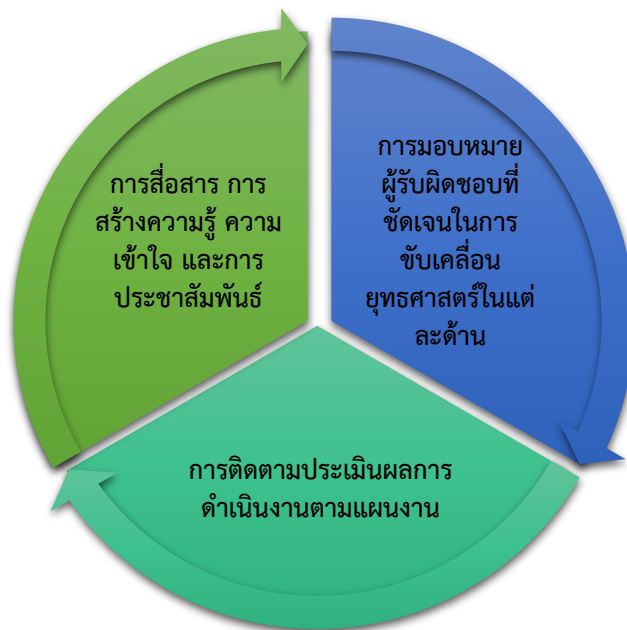 การสื่อสาร การ
สร้างความรู้ ความ
เข้าใจ และการ
ประชาสัมพันธ์
การมอบหมาย
ผู้รับผิดชอบที่
ชัดเจนในการ
ขับเคลื่อน
ยุทธศาสตร์ในแต่
ละด้าน
การติดตามประเมินผลการ
ดำเนินงานตามแผนงาน